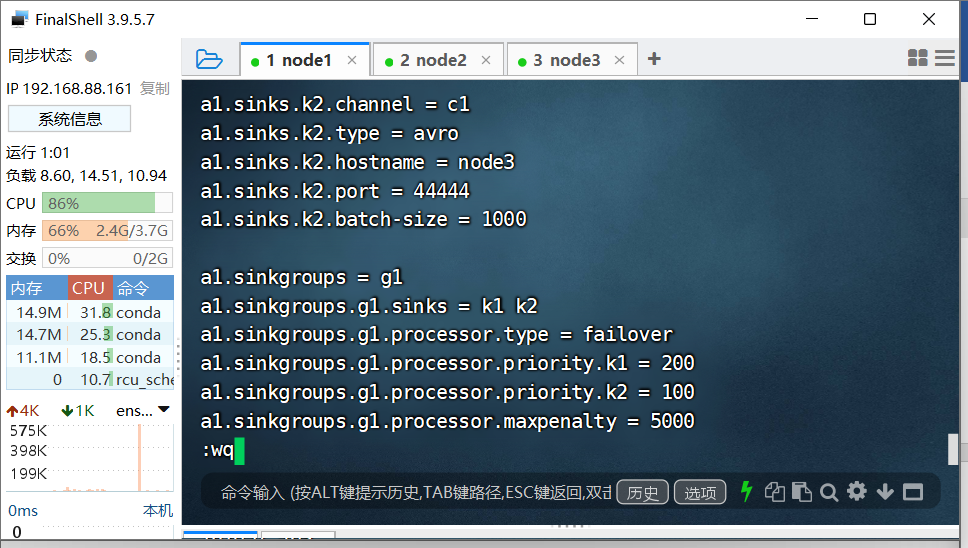 FinalShell 3.9.5.7
同步状态
IP 192.168.88.161 复制
系统信息
运行 1:01
负载 8.60, 14.51, 10.94
CPU 86%
内存 66% 2.4G/3.7G
交换 0% 0/2G
内存 CPU 命令
14.9M 31.8 conda
14.7M 25.3 conda
11.1M 18.5 conda
0 10.7 rcu_sche
4K 1K ens...
575K
398K
199K
0ms 本机
0
1 node1
2 node2
3 node3
a1.sinks.k2.channel = c1
a1.sinks.k2.type = avro
a1.sinks.k2.hostname = node3
a1.sinks.k2.port = 44444
a1.sinks.k2.batch-size = 1000
a1.sinkgroups = g1
a1.sinkgroups.g1.sinks = k1 k2
a1.sinkgroups.g1.processor.type = failover
a1.sinkgroups.g1.processor.priority.k1 = 200
a1.sinkgroups.g1.processor.priority.k2 = 100
a1.sinkgroups.g1.processor.maxpenalty = 5000
:wq
命令输入 (按ALT键提示历史,TAB键路径,ESC键返回,双击 历史 选项